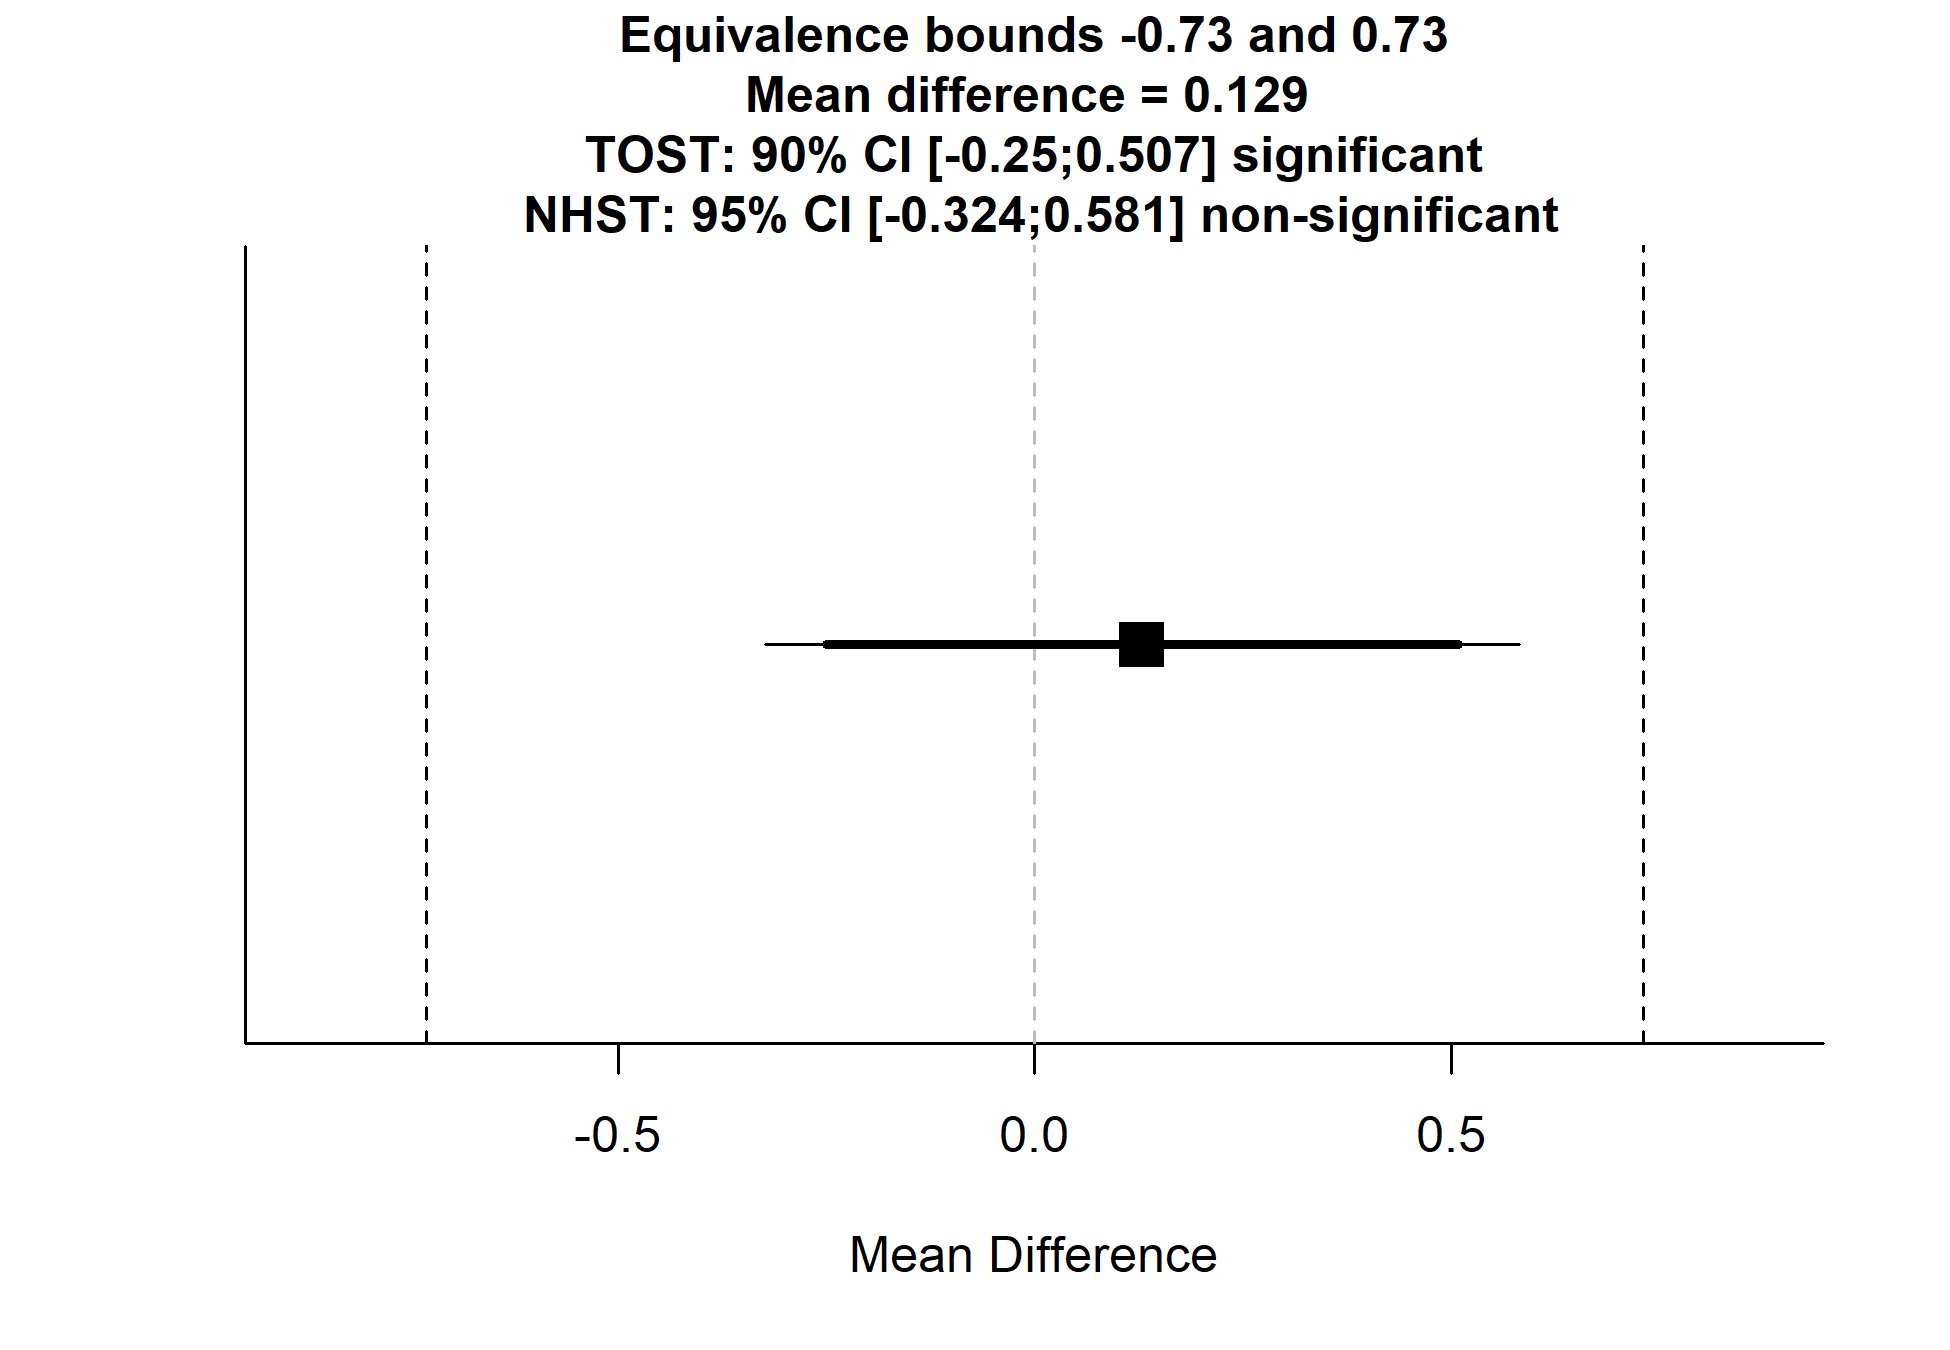 Equivalence bounds -0.73 and 0.73
Mean difference = 0.129
TOST: 90% CI [-0.25;0.507] significant
NHST: 95% CI [-0.324;0.581] non-significant
-0.5 0.0 0.5
Mean Difference